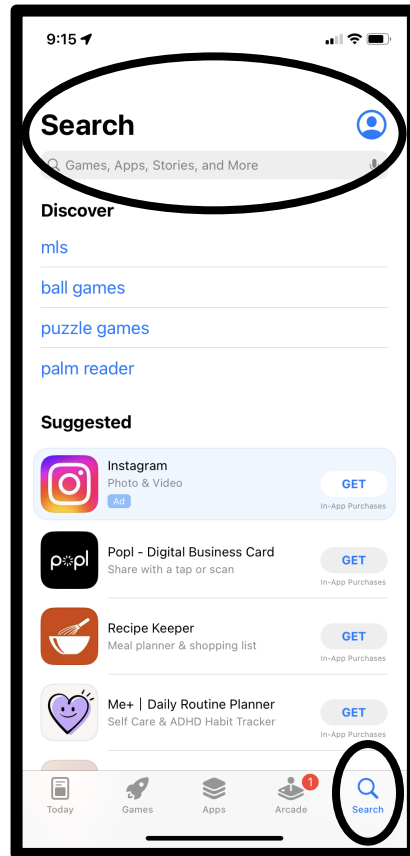 9:15
Search
Games, Apps, Stories, and More
Discover
mls
ball games
puzzle games
palm reader
Suggested
Instagram
Photo & Video
Ad
GET
In-App Purchases
popl
Popl - Digital Business Card
Share with a tap or scan
GET
In-App Purchases
Recipe Keeper
Meal planner & shopping list
GET
In-App Purchases
Me+ | Daily Routine Planner
Self Care & ADHD Habit Tracker
GET
In-App Purchases
1
Today Games Apps Arcade Search